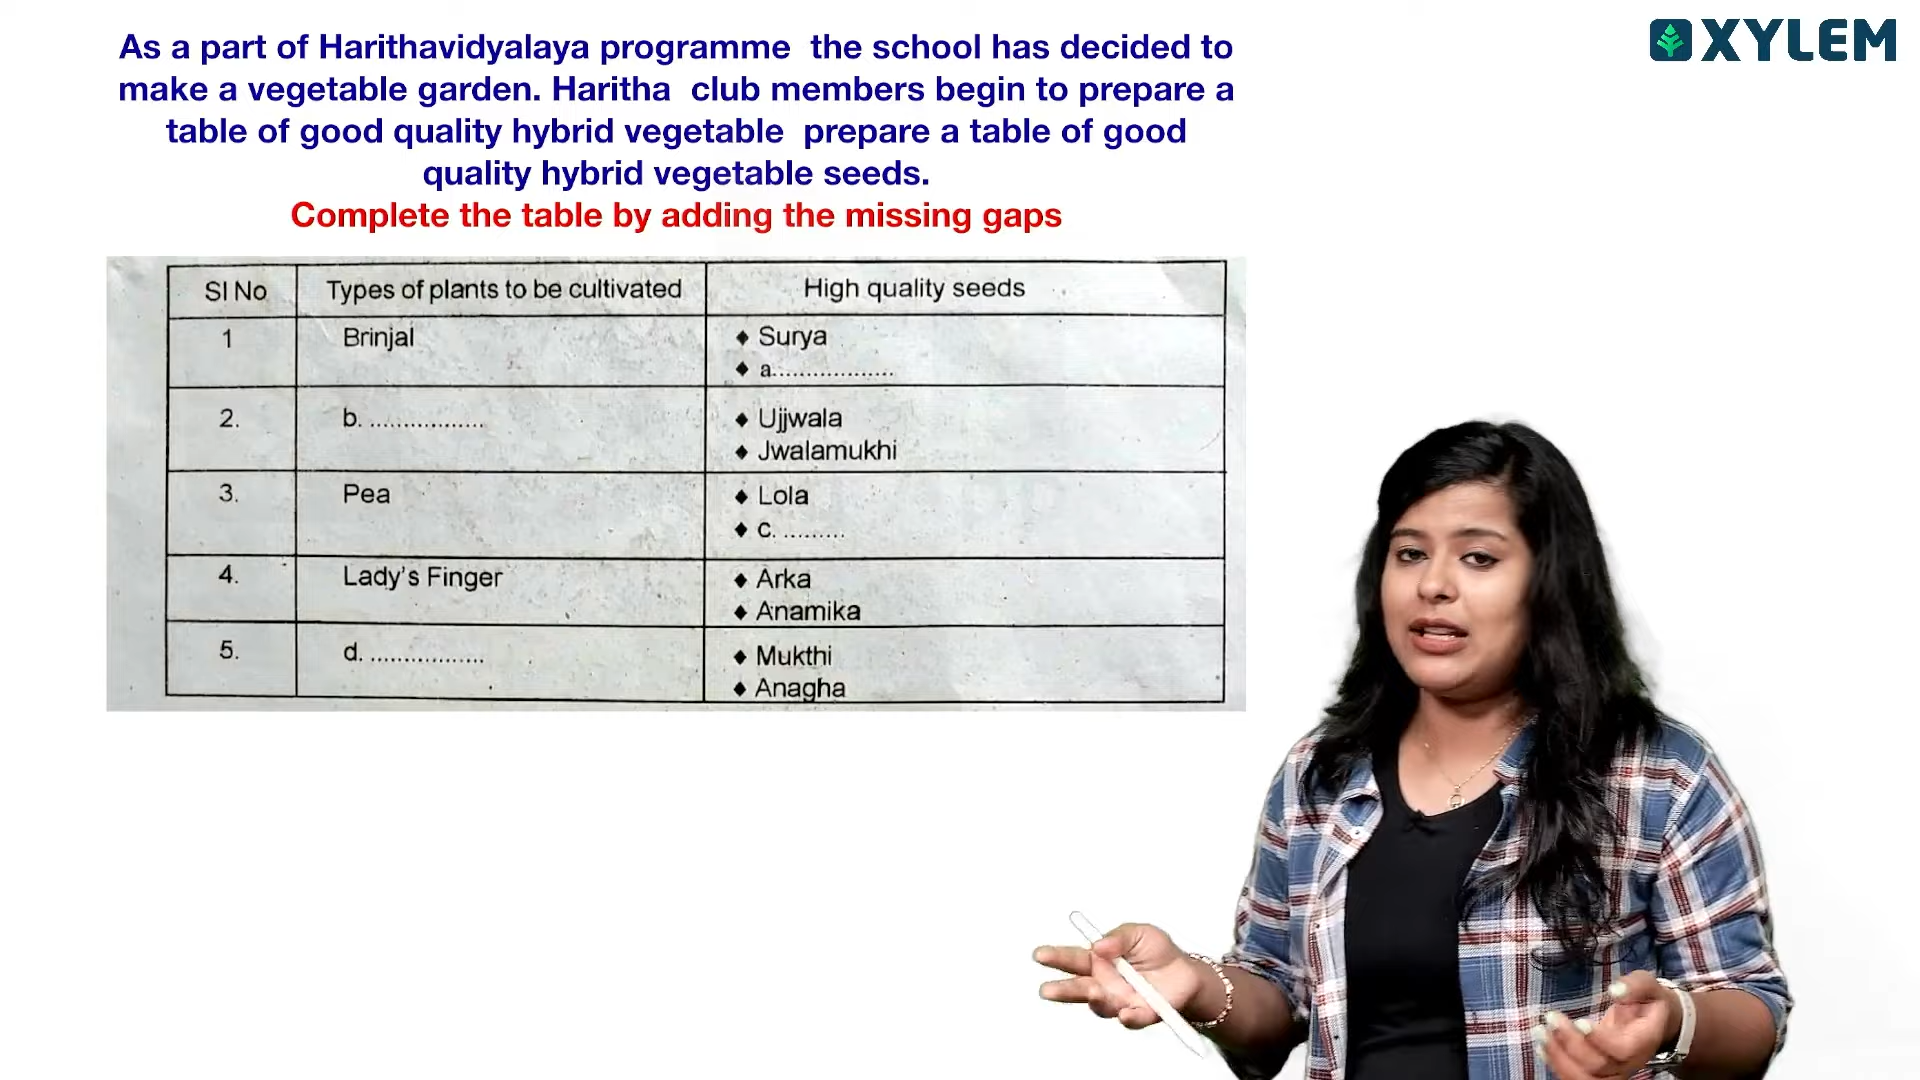 As a part of Harithavidyalaya programme the school has decided to
make a vegetable garden. Haritha club members begin to prepare a
table of good quality hybrid vegetable prepare a table of good
quality hybrid vegetable seeds.
Complete the table by adding the missing gaps
XYLEM
Sl No Types of plants to be cultivated High quality seeds
1 Brinjal ♦ Surya
♦ a..................
2. b. ................. ♦ Ujjwala
♦ Jwalamukhi
3. Pea ♦ Lola
♦ c. .........
4. Lady's Finger ♦ Arka
♦ Anamika
5. d. ................. ♦ Mukthi
♦ Anagha